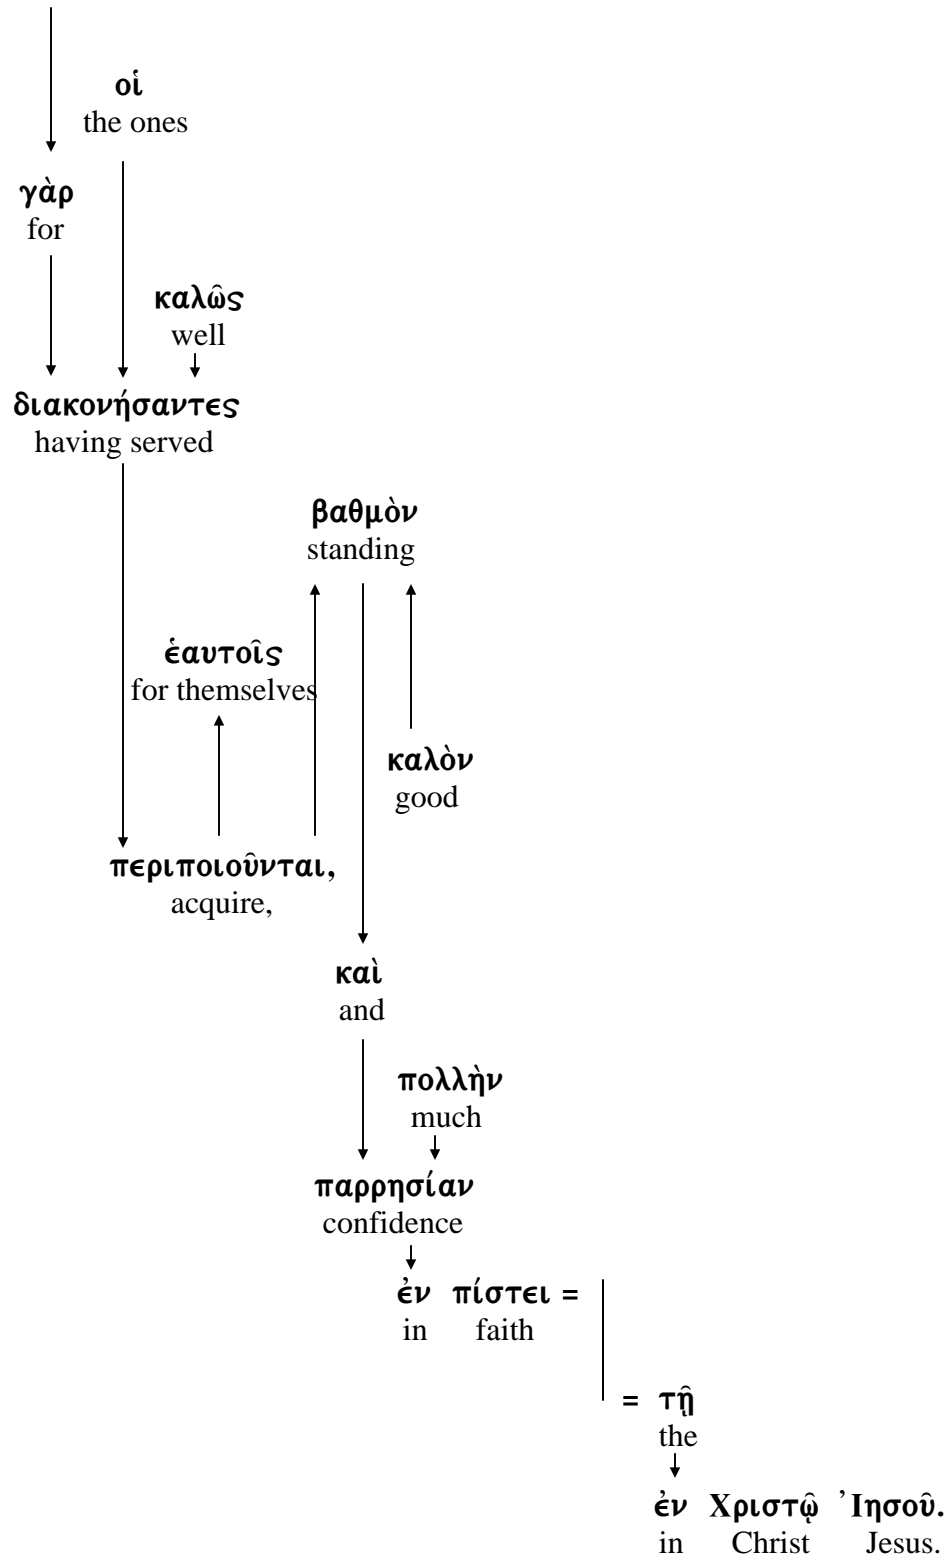 οἱ
the ones
γὰρ
for
καλῶς
well
διακονήσαντες
having served
βαθμὸν
standing
ἑαυτοῖς
for themselves
καλὸν
good
περιποιοῦνται,
acquire,
καὶ
and
πολλὴν
much
παρρησίαν
confidence
ἐν πίστει =
in faith
= τῇ
the
ἐν Χριστῷ Ἰησοῦ.
in Christ Jesus.